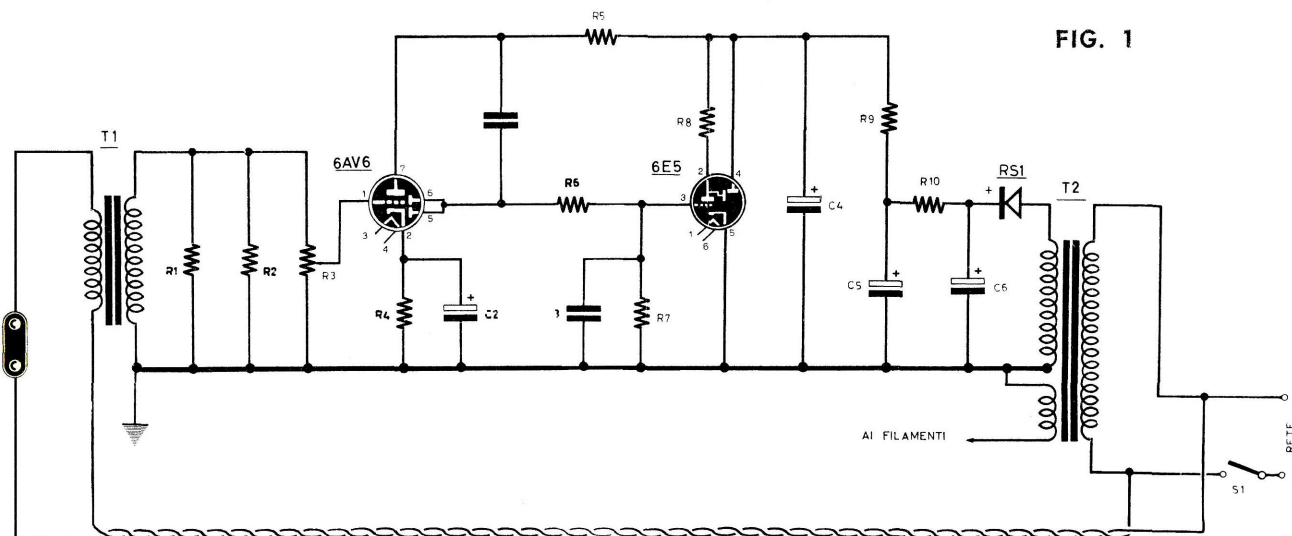 R5
FIG. 1
T1
6AV6
7
1
6
5
3
4
2
R6
6E5
R8
2
4
3
1
6
5
+
C4
R9
R10
+
RS1
T2
R1
R2
R3
R4
+
C2
3
R7
+
C5
+
C6
AI FILAMENTI
RETE
S1